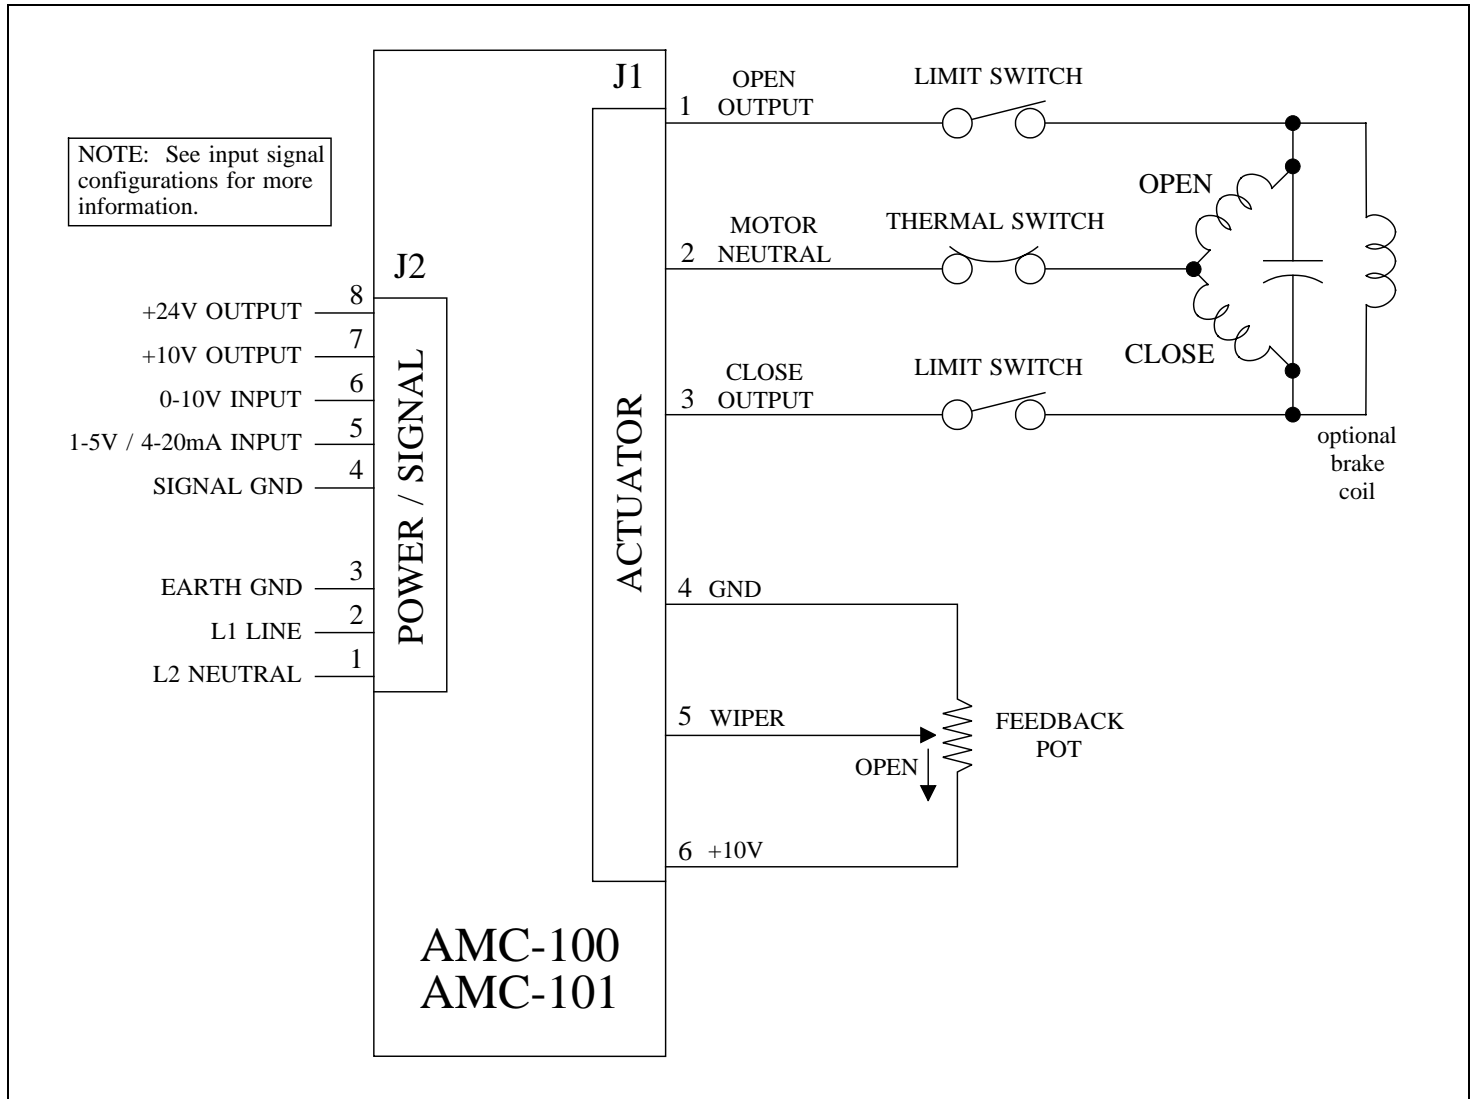 NOTE: See input signal
configurations for more
information.
J2
8
+24V OUTPUT
7
+10V OUTPUT
6
0-10V INPUT
5
1-5V / 4-20mA INPUT
4
SIGNAL GND
3
EARTH GND
2
L1 LINE
1
L2 NEUTRAL
POWER / SIGNAL
J1
ACTUATOR
1
OPEN
OUTPUT
LIMIT SWITCH
2
MOTOR
NEUTRAL
THERMAL SWITCH
3
CLOSE
OUTPUT
LIMIT SWITCH
OPEN
CLOSE
optional
brake
coil
4 GND
5 WIPER
OPEN
FEEDBACK
POT
6 +10V
AMC-100
AMC-101